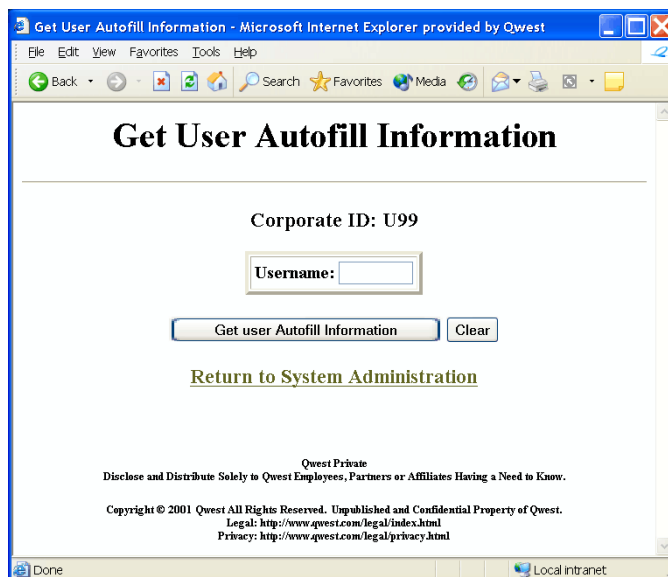 Get User Autofill Information - Microsoft Internet Explorer provided by Qwest
File Edit View Favorites Tools Help
Back Search Favorites Media
Get User Autofill Information
Corporate ID: U99
Username:
Get user Autofill Information Clear
Return to System Administration
Qwest Private
Disclose and Distribute Solely to Qwest Employees, Partners or Affiliates Having a Need to Know.
Copyright © 2001 Qwest All Rights Reserved. Unpublished and Confidential Property of Qwest.
Legal: http://www.qwest.com/legal/index.html
Privacy: http://www.qwest.com/legal/privacy.html
Done Local intranet